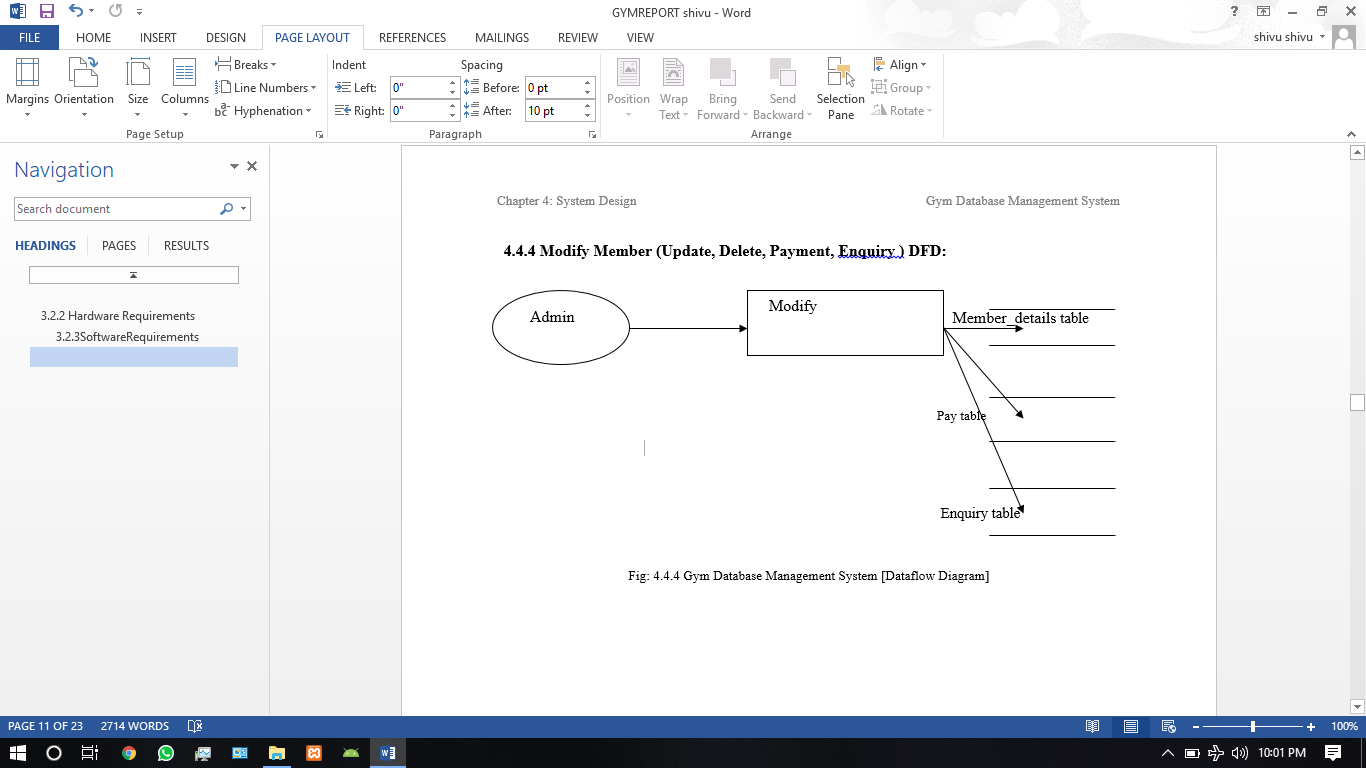 GYMREPORT shivu - Word
FILE HOME INSERT DESIGN PAGE LAYOUT REFERENCES MAILINGS REVIEW VIEW shivu shivu
Margins Orientation Size Columns
Breaks
Line Numbers
Hyphenation
Page Setup
Indent Spacing
Left: 0" Before: 0 pt
Right: 0" After: 10 pt
Paragraph
Position Wrap Text Bring Forward Send Backward Selection Pane
Align
Group
Rotate
Arrange
Navigation
Search document
HEADINGS PAGES RESULTS
3.2.2 Hardware Requirements
3.2.3SoftwareRequirements
Chapter 4: System Design Gym Database Management System
4.4.4 Modify Member (Update, Delete, Payment, Enquiry ) DFD:
Admin
Modify
Member_details table
Pay table
Enquiry table
Fig: 4.4.4 Gym Database Management System [Dataflow Diagram]
PAGE 11 OF 23 2714 WORDS 100%
10:01 PM